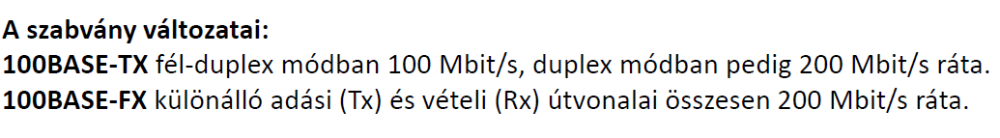 A szabvány változatai:
100BASE-TX fél-duplex módban 100 Mbit/s, duplex módban pedig 200 Mbit/s ráta.
100BASE-FX különálló adási (Tx) és vételi (Rx) útvonalai összesen 200 Mbit/s ráta.